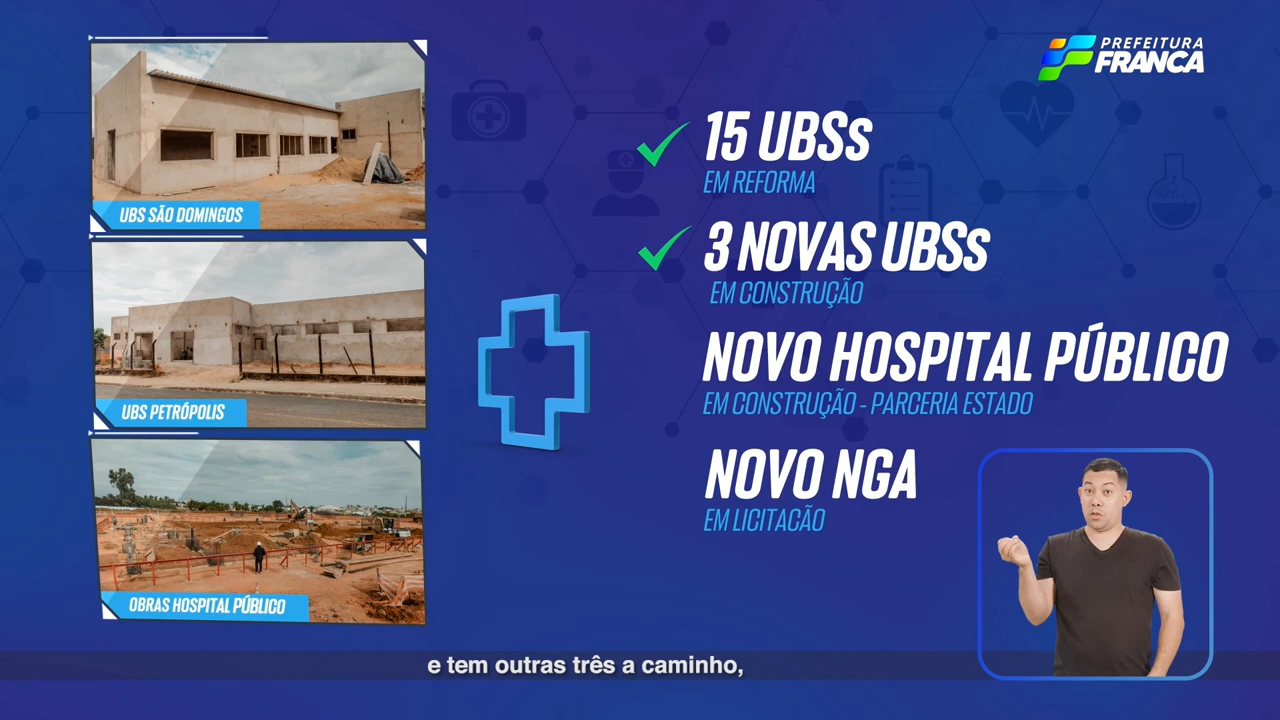 PREFEITURA
FRANCA
UBS SÃO DOMINGOS
UBS PETRÓPOLIS
OBRAS HOSPITAL PÚBLICO
15 UBSs
EM REFORMA
3 NOVAS UBSs
EM CONSTRUÇÃO
NOVO HOSPITAL PÚBLICO
EM CONSTRUÇÃO - PARCERIA ESTADO
NOVO NGA
EM LICITACÃO
e tem outras três a caminho,